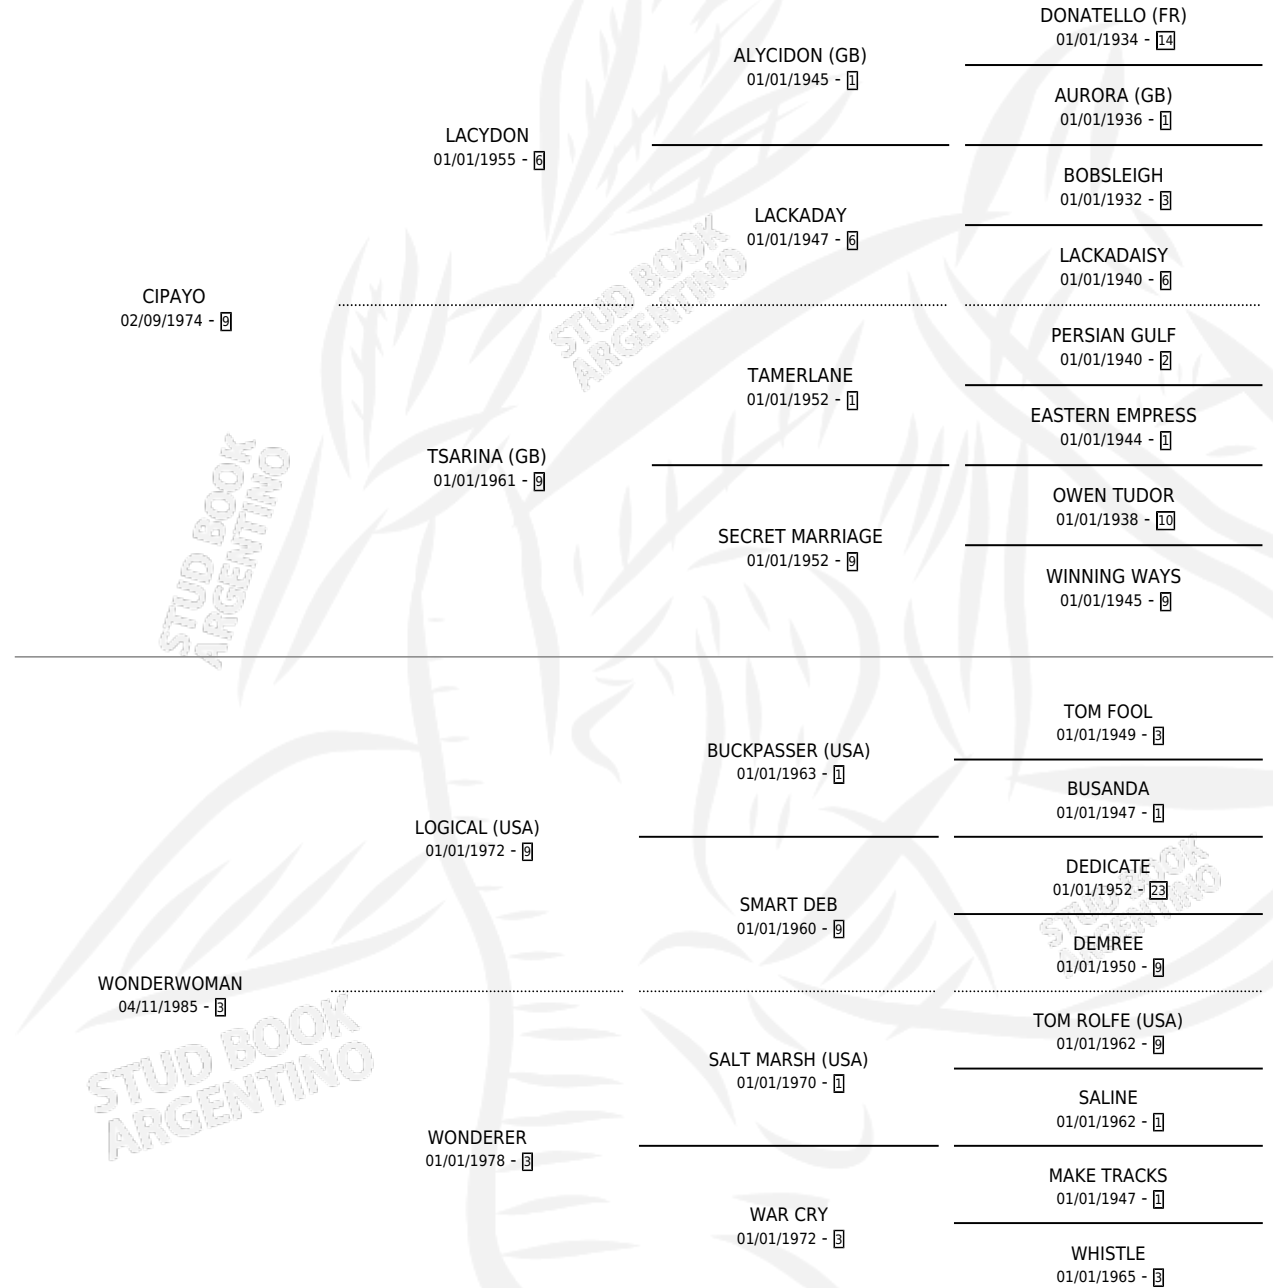 DONATELLO (FR)
01/01/1934 - 14
ALYCIDON (GB)
01/01/1945 - 1
AURORA (GB)
01/01/1936 - 1
LACYDON
01/01/1955 - 6
BOBSLEIGH
01/01/1932 - 3
LACKADAY
01/01/1947 - 6
LACKADAISY
01/01/1940 - 6
CIPAYO
02/09/1974 - 9
PERSIAN GULF
01/01/1940 - 2
TAMERLANE
01/01/1952 - 1
EASTERN EMPRESS
01/01/1944 - 1
TSARINA (GB)
01/01/1961 - 9
OWEN TUDOR
01/01/1938 - 10
SECRET MARRIAGE
01/01/1952 - 9
WINNING WAYS
01/01/1945 - 9
STUD BOOK
ARGENTINO
STUD BOOK
ARGENTINO
TOM FOOL
01/01/1949 - 3
BUCKPASSER (USA)
01/01/1963 - 1
BUSANDA
01/01/1947 - 1
LOGICAL (USA)
01/01/1972 - 9
DEDICATE
01/01/1952 - 23
SMART DEB
01/01/1960 - 9
DEMREE
01/01/1950 - 9
WONDERWOMAN
04/11/1985 - 3
TOM ROLFE (USA)
01/01/1962 - 9
SALT MARSH (USA)
01/01/1970 - 1
SALINE
01/01/1962 - 1
WONDERER
01/01/1978 - 3
MAKE TRACKS
01/01/1947 - 1
WAR CRY
01/01/1972 - 3
WHISTLE
01/01/1965 - 3
STUD BOOK
ARGENTINO
STUD BOOK
ARGENTINO